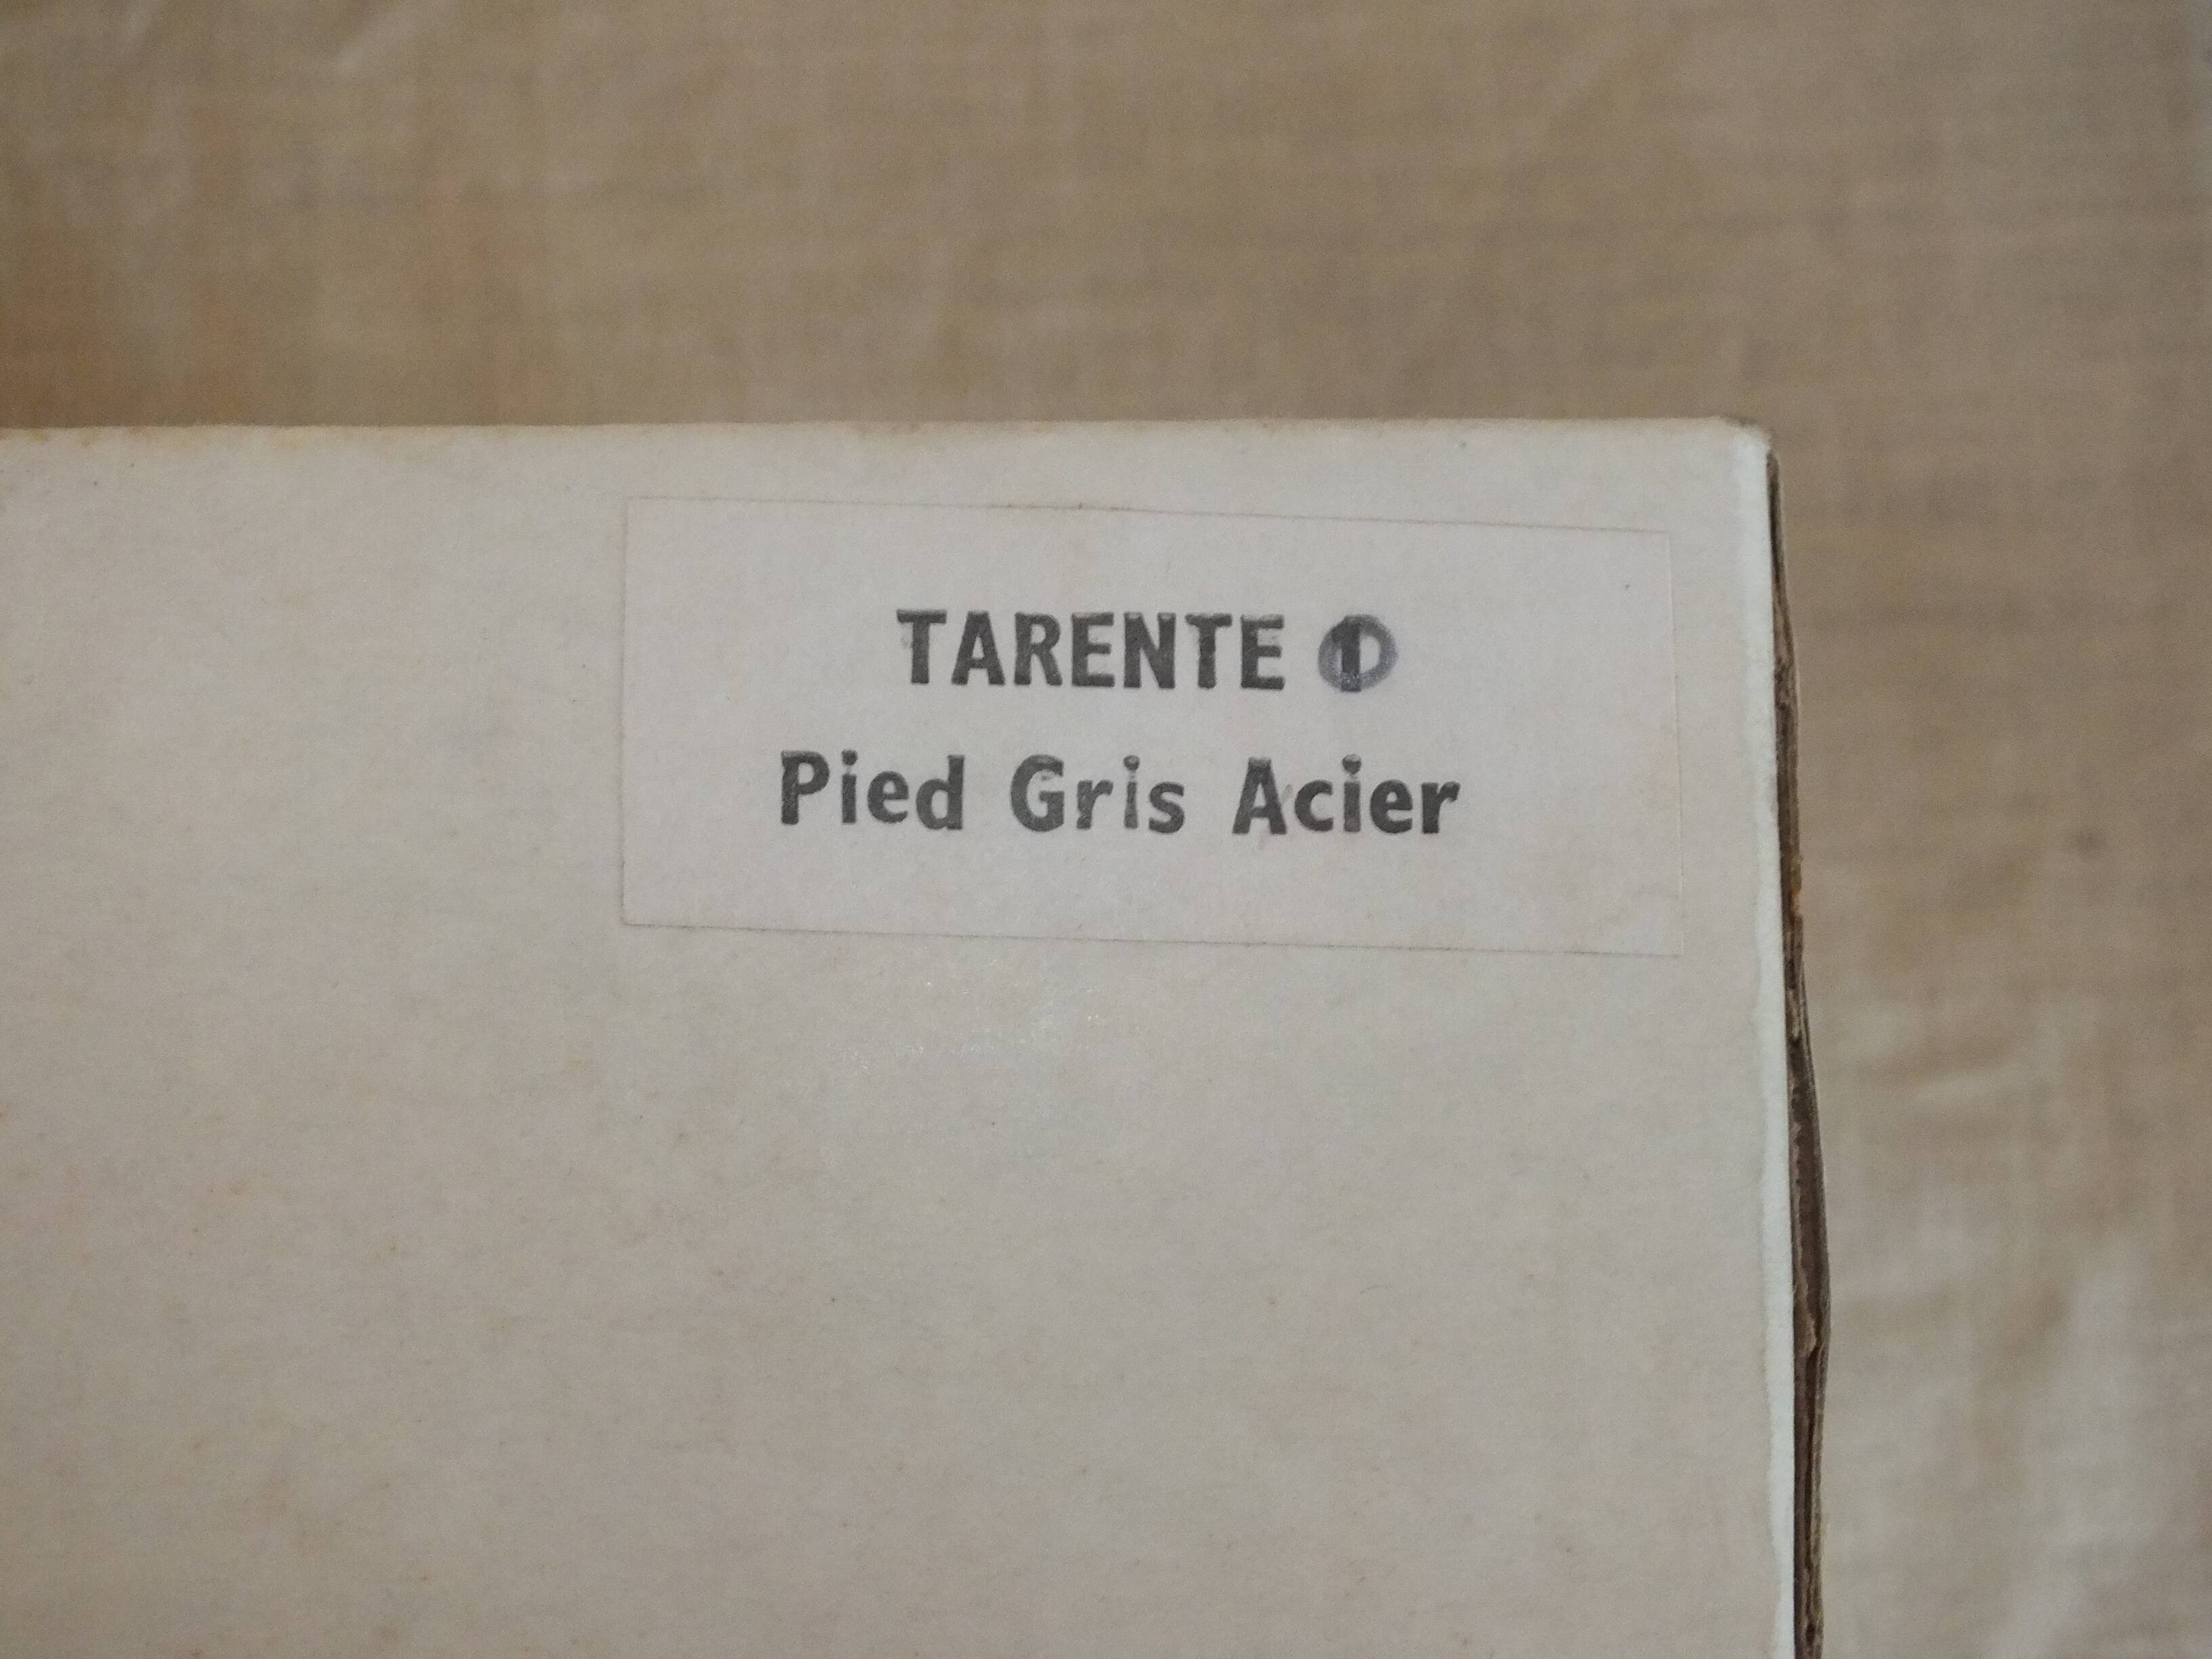 TARENTE 1
Pied Gris Acier